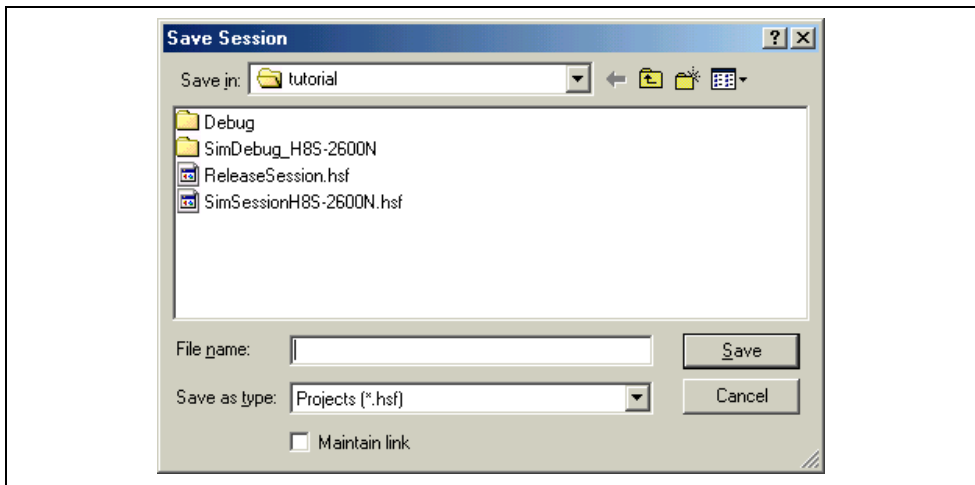 Save Session
Save in: tutorial
Debug
SimDebug_H8S-2600N
ReleaseSession.hsf
SimSessionH8S-2600N.hsf
File name:
Save
Save as type: Projects (*.hsf)
Cancel
Maintain link